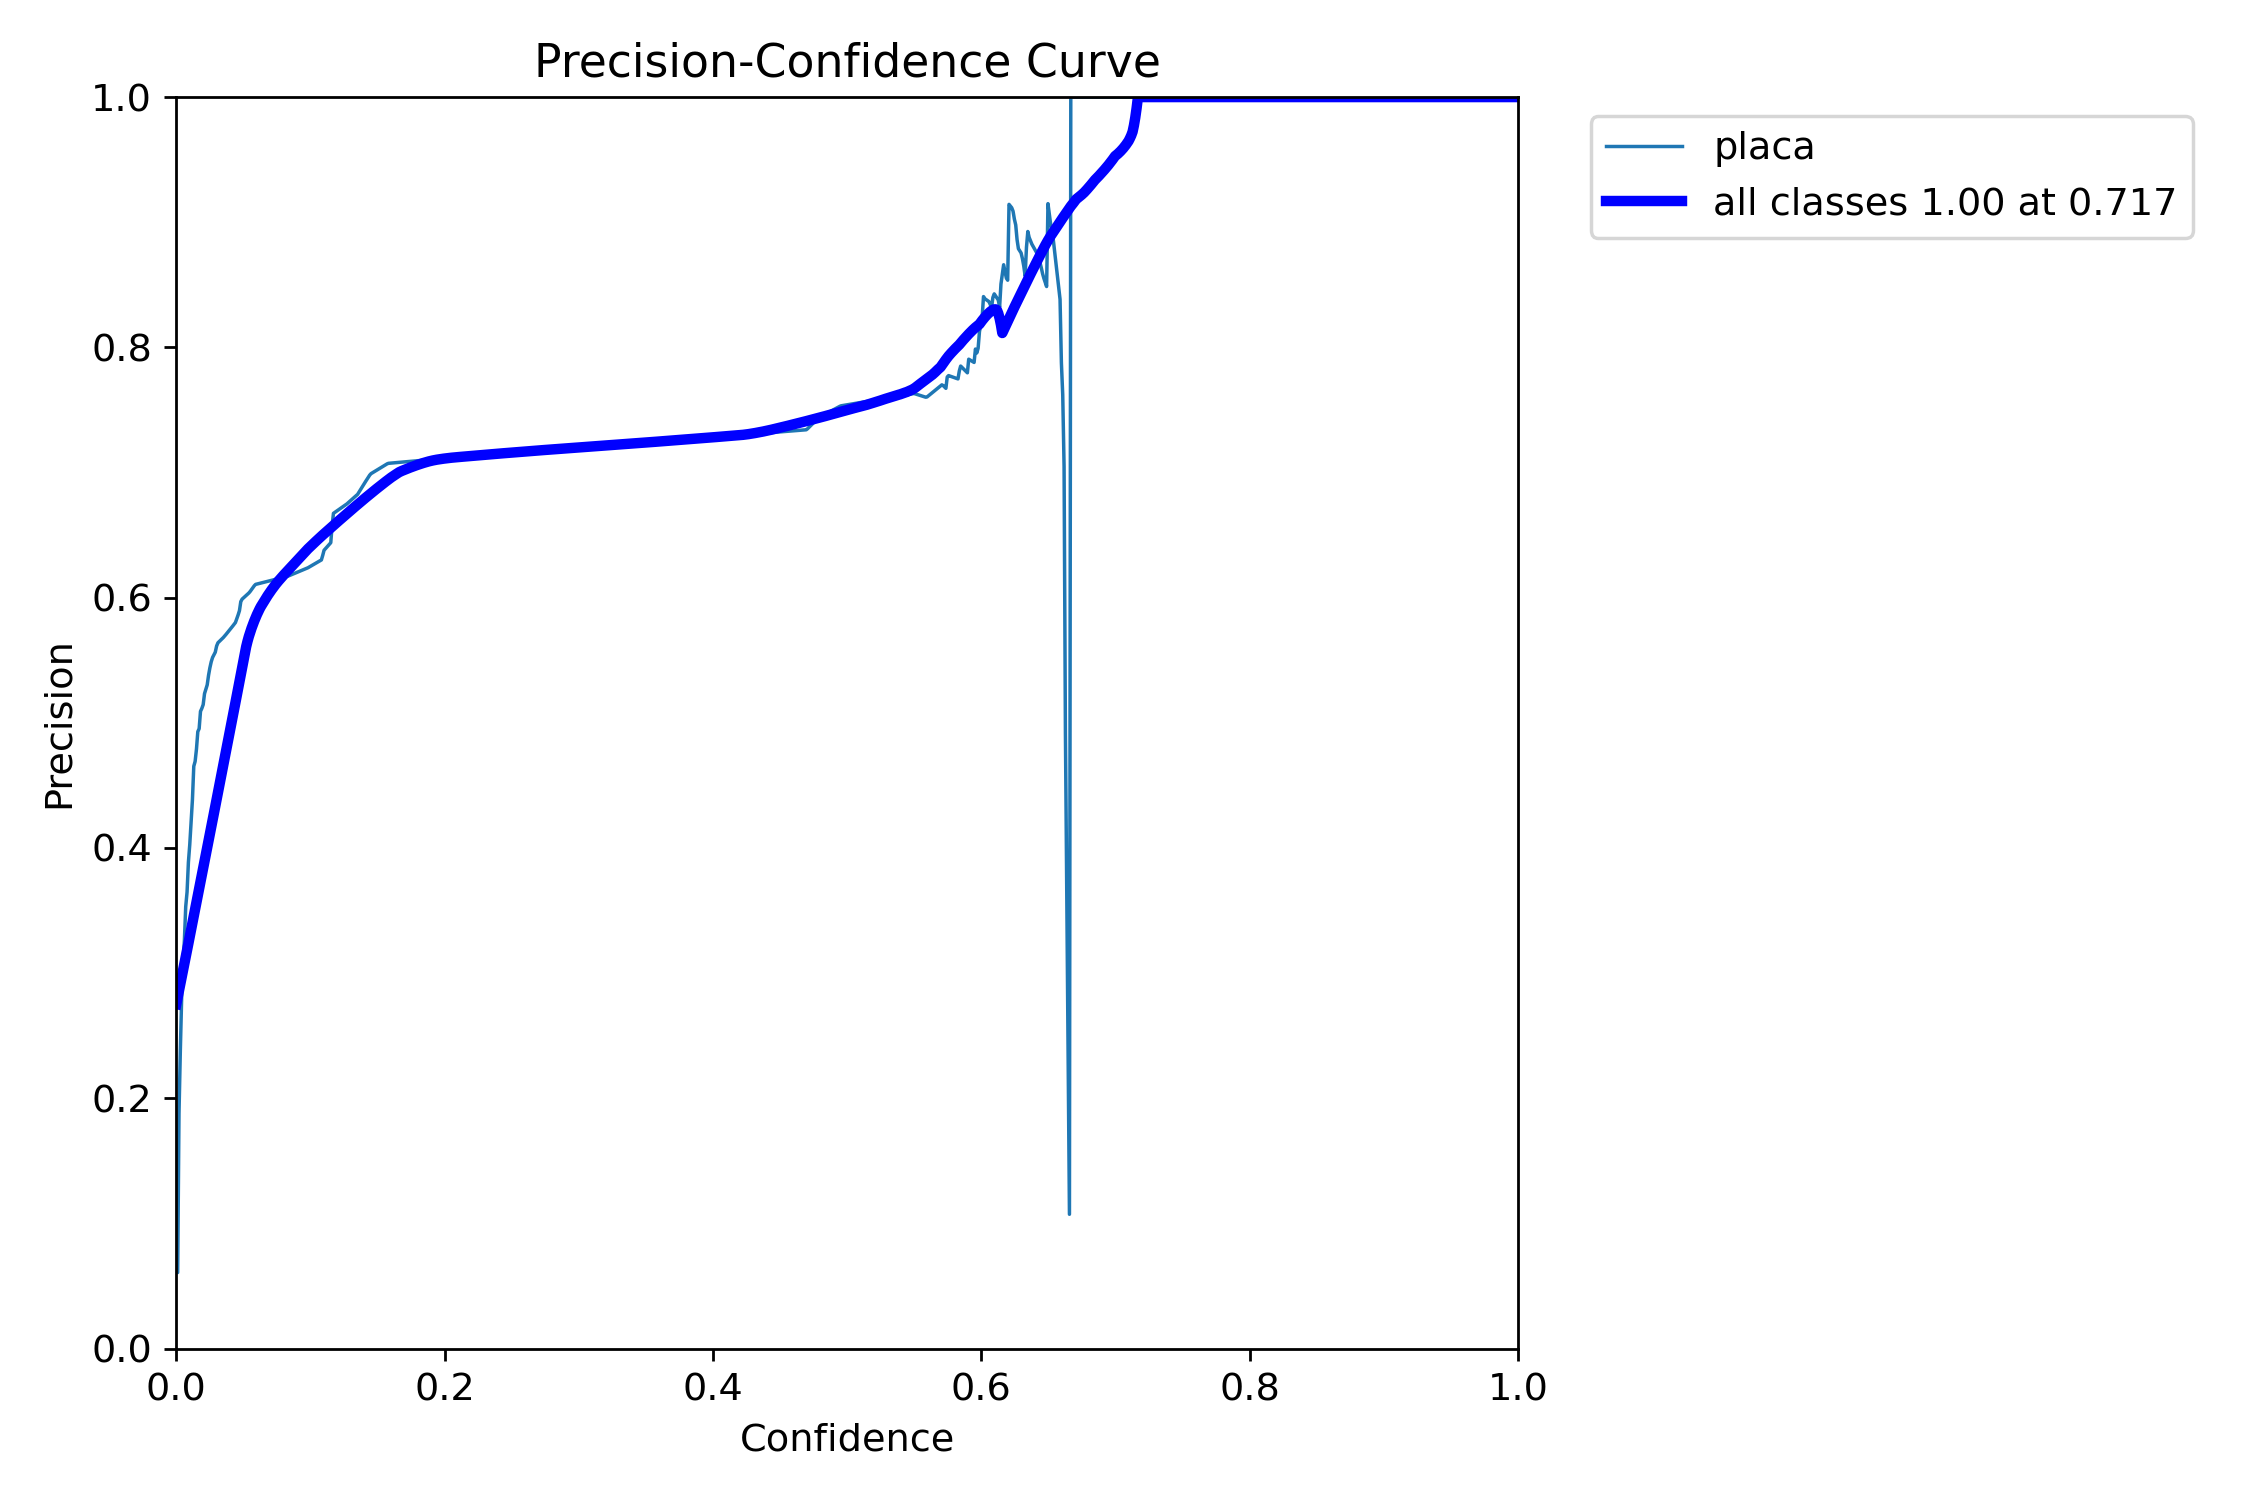 Precision-Confidence Curve
1.0
0.8
0.6
0.4
0.2
0.0
Precision
0.0 0.2 0.4 0.6 0.8 1.0
Confidence
placa
all classes 1.00 at 0.717